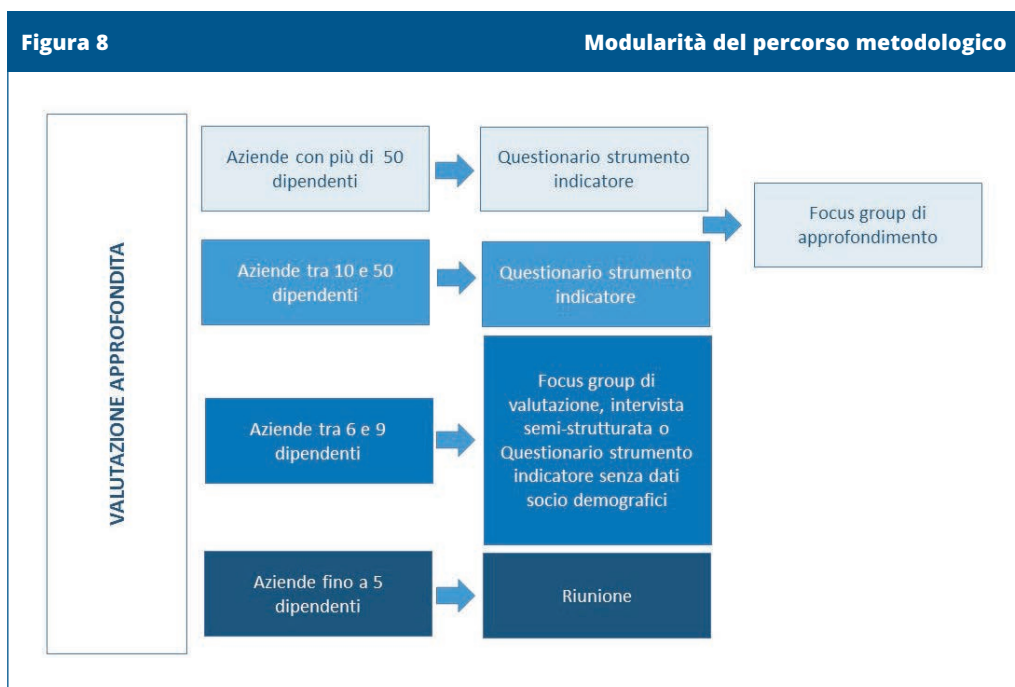 Figura 8
Modularità del percorso metodologico
VALUTAZIONE APPROFONDITA
Aziende con più di 50
dipendenti
Questionario strumento
indicatore
Focus group di
approfondimento
Aziende tra 10 e 50
dipendenti
Questionario strumento
indicatore
Aziende tra 6 e 9
dipendenti
Focus group di
valutazione, intervista
semi-strutturata o
Questionario strumento
indicatore senza dati
socio demografici
Aziende fino a 5
dipendenti
Riunione